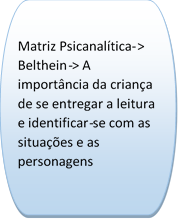 Matriz Psicanalítica->
Belthein-> A
importância da criança
de se entregar a leitura
e identificar-se com as
situações e as
personagens